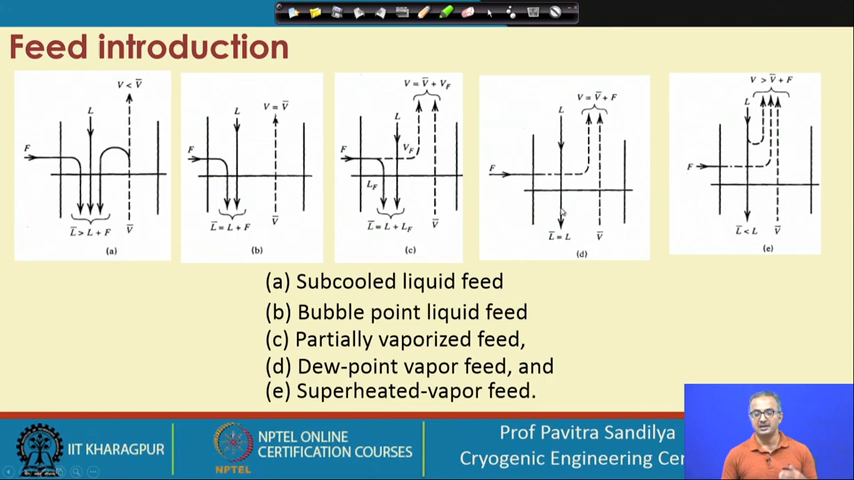 Feed introduction
V < V̅
L
F
L̅ > L + F
V̅
(a)
V = V̅
L
F
L̅ = L + F
V̅
(b)
V = V̅ + V_F
L
F
V_F
L_F
L̅ = L + L_F
V̅
(c)
V = V̅ + F
L
F
L̅ = L
V̅
(d)
V > V̅ + F
L
F
L̅ < L
V̅
(e)
(a) Subcooled liquid feed
(b) Bubble point liquid feed
(c) Partially vaporized feed,
(d) Dew-point vapor feed, and
(e) Superheated-vapor feed.
IIT KHARAGPUR
NPTEL
NPTEL ONLINE
CERTIFICATION COURSES
Prof Pavitra Sandilya
Cryogenic Engineering Cen